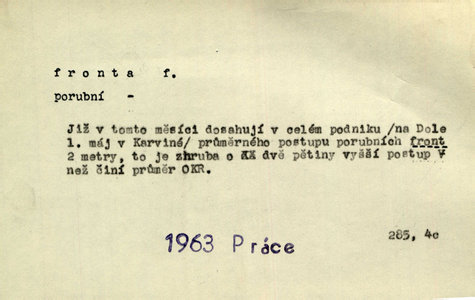 fronta f.
porubní -
Již v tomto měsíci dosahují v celém podniku /na Dole
1. máj v Karviné/ průměrného postupu porubních front
2 metry, to je zhruba o dvě pětiny vyšší postup
než činí průměr OKR.
1963 Práce
285, 4c